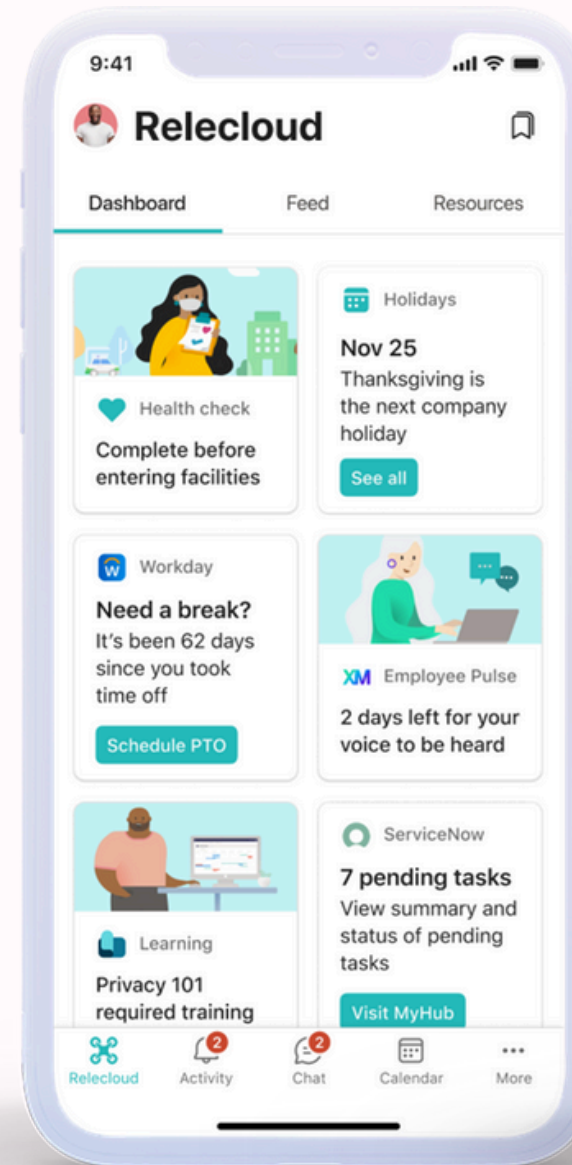 9:41
Relecloud
Dashboard
Feed
Resources
Health check
Complete before
entering facilities
Holidays
Nov 25
Thanksgiving is
the next company
holiday
See all
W
Workday
Need a break?
It's been 62 days
since you took
time off
Schedule PTO
XM
Employee Pulse
2 days left for your
voice to be heard
Learning
Privacy 101
required training
ServiceNow
7 pending tasks
View summary and
status of pending
tasks
Visit MyHub
2
2
Relecloud
Activity
Chat
Calendar
More